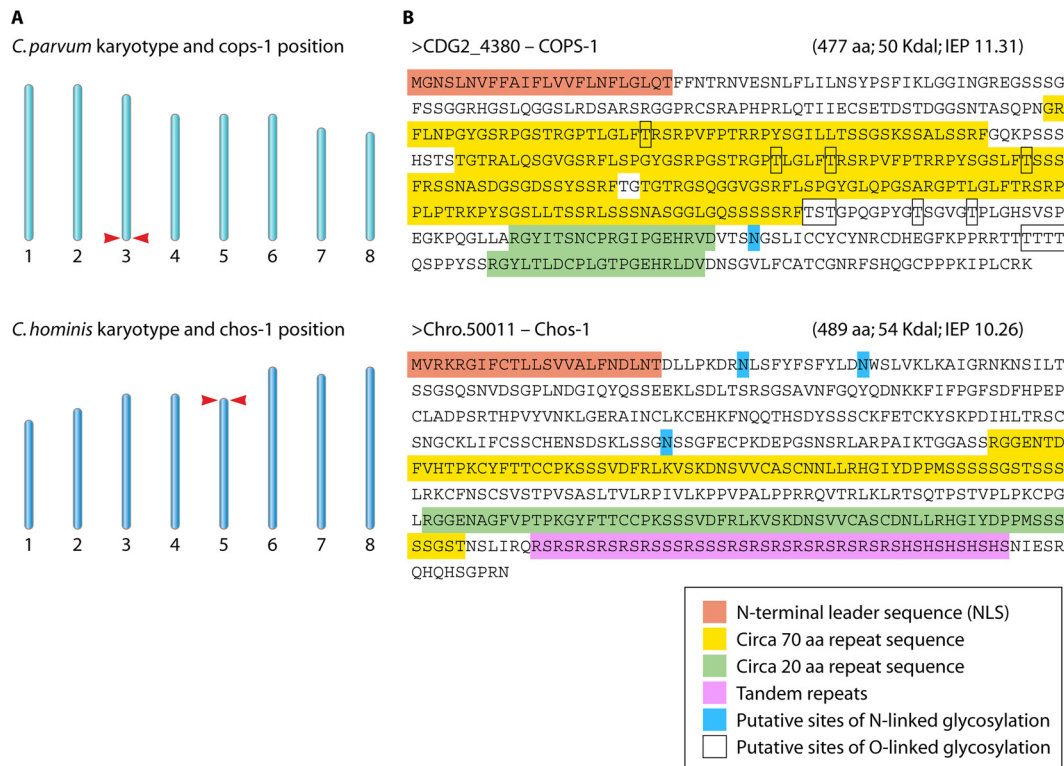 A
C. parvum karyotype and cops-1 position
1 2 3 4 5 6 7 8
C. hominis karyotype and chos-1 position
1 2 3 4 5 6 7 8
B
>CDG2_4380 – COPS-1 (477 aa; 50 Kdal; IEP 11.31)
MGNSLNVFFAIFLVVFLNFLGLQTFFNTRNVESNLFLILNSYPSFIKLGGINGREGSSSG
FSSGGRHGSLQGGSLRDSARSRGGPRCSRAPHPRLQTIIECSETDSTDGGSNTASQPNGR
FLNPGYGSRPGSTRGPTLGLFTRSRPVFPTRRPYSGILLTSSGSKSSALSSRFGQKPSSS
HSTSTGTRALQSGVGSRFLSPGYGSRPGSTRGPTLGLFTRSRPVFPTRRPYSGSLFTSSS
FRSSNASDGSGDSSYSSRFTGTGTRGSQGGVGSRFLSPGYGLQPGSARGPTLGLFTRSRP
PLPTRKPYSGSLLTSSRLSSSNASGGLGQSSSSSRFTSTGPQGPYGTSGVGTPLGHSVSP
EGKPQGLLARGYITSNCPRGIPGEHRVDVTSNGSLICCYCYNRCDHEGFKPPRRTTTTTT
QSPPYSSRGYLTLDCPLGTPGEHRLDVDNSGVLFCATCGNRFSHQGCPPPKIPLCRK
>Chro.50011 – Chos-1 (489 aa; 54 Kdal; IEP 10.26)
MVRKRGIFCTLLSVVALFNDLNTDLLPKDRNLSFYFSFYLDNWSLVKLKAIGRNKNSILT
SSGSQSNVDSGPLNDGIQYQSSEEKLSDLTSRSGSAVNFGQYQDNKKFIFPGFSDFHPEP
CLADPSRTHPVYVNKLGERAINCLKCEHKFNQQTHSDYSSSCKFETCKYSKPDIHLTRSC
SNGCKLIFCSSCHENSDSKLSSGNSSGFECPKDEPGSNSRLARPAIKTGGASSRGGENTD
FVHTPKCYFTTCCPKSSSVDFRLKVSKDNSVVCASCNNLLRHGIYDPPMSSSSSGSTSSS
LRKCFNSCSVSTPVSASLTVLRPIVLKPPVPALPPRRQVTRLKLRTSQTPSTVPLPKCPG
LRGGENAGFVPTPKGYFTTCCPKSSSVDFRLKVSKDNSVVCASCDNLLRHGIYDPPMSSS
SSGSTNSLIRQRSRSRSRSRSRSSSRSSSRSRSRSRSRSRSRSRSHSHSHSHSHSNIESR
QHQHSGPRN
N-terminal leader sequence (NLS)
Circa 70 aa repeat sequence
Circa 20 aa repeat sequence
Tandem repeats
Putative sites of N-linked glycosylation
Putative sites of O-linked glycosylation